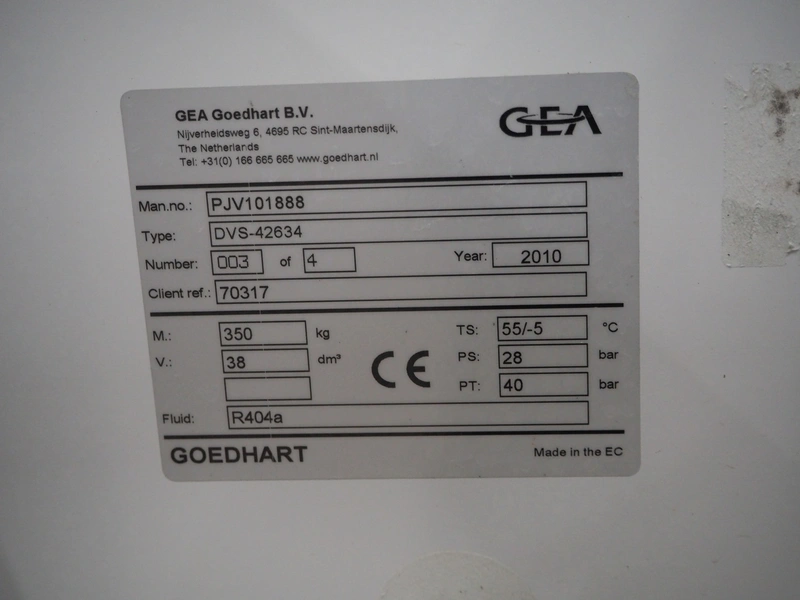 GEA Goedhart B.V.
Nijverheidsweg 6, 4695 RC Sint-Maartensdijk,
The Netherlands
Tel: +31(0) 166 665 665 www.goedhart.nl
GEA
Man.no.: PJV101888
Type: DVS-42634
Number: 003 of 4 Year: 2010
Client ref.: 70317
M.: 350 kg TS: 55/-5 °C
V.: 38 dm³ CE PS: 28 bar
PT: 40 bar
Fluid: R404a
GOEDHART Made in the EC